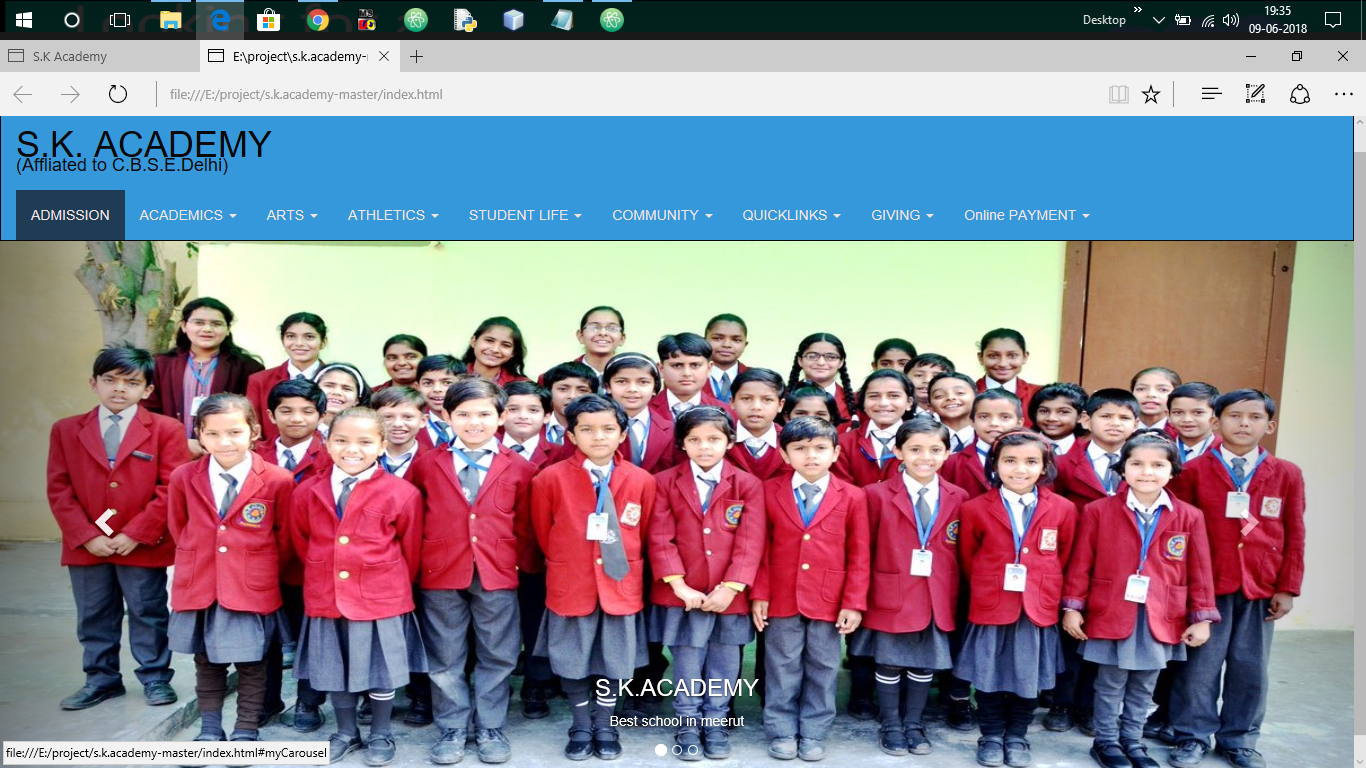 Desktop
19:35
09-06-2018
S.K Academy
E:\project\s.k.academy-
file:///E:/project/s.k.academy-master/index.html
S.K. ACADEMY
(Affliated to C.B.S.E.Delhi)
ADMISSION ACADEMICS ARTS ATHLETICS STUDENT LIFE COMMUNITY QUICKLINKS GIVING Online PAYMENT
S.K.ACADEMY
Best school in meerut
file:///E:/project/s.k.academy-master/index.html#myCarousel